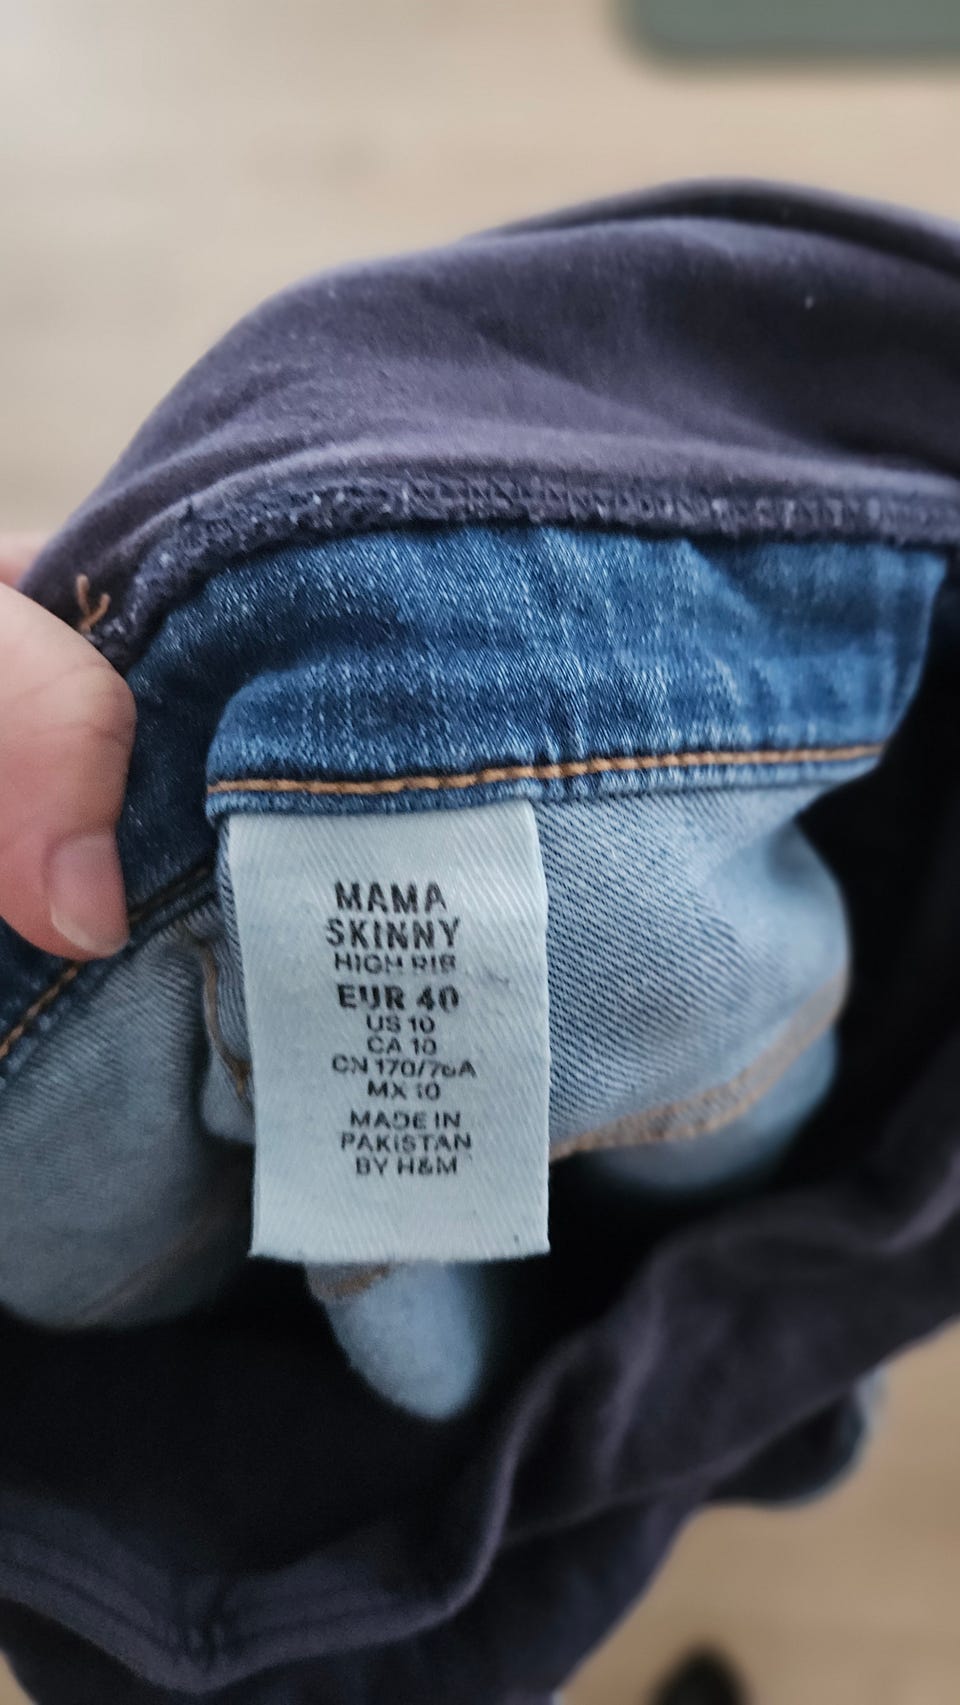 MAMA
SKINNY
HIGH RIB
EUR 40
US 10
CA 10
CN 170/76A
MX 10
MADE IN
PAKISTAN
BY H&M